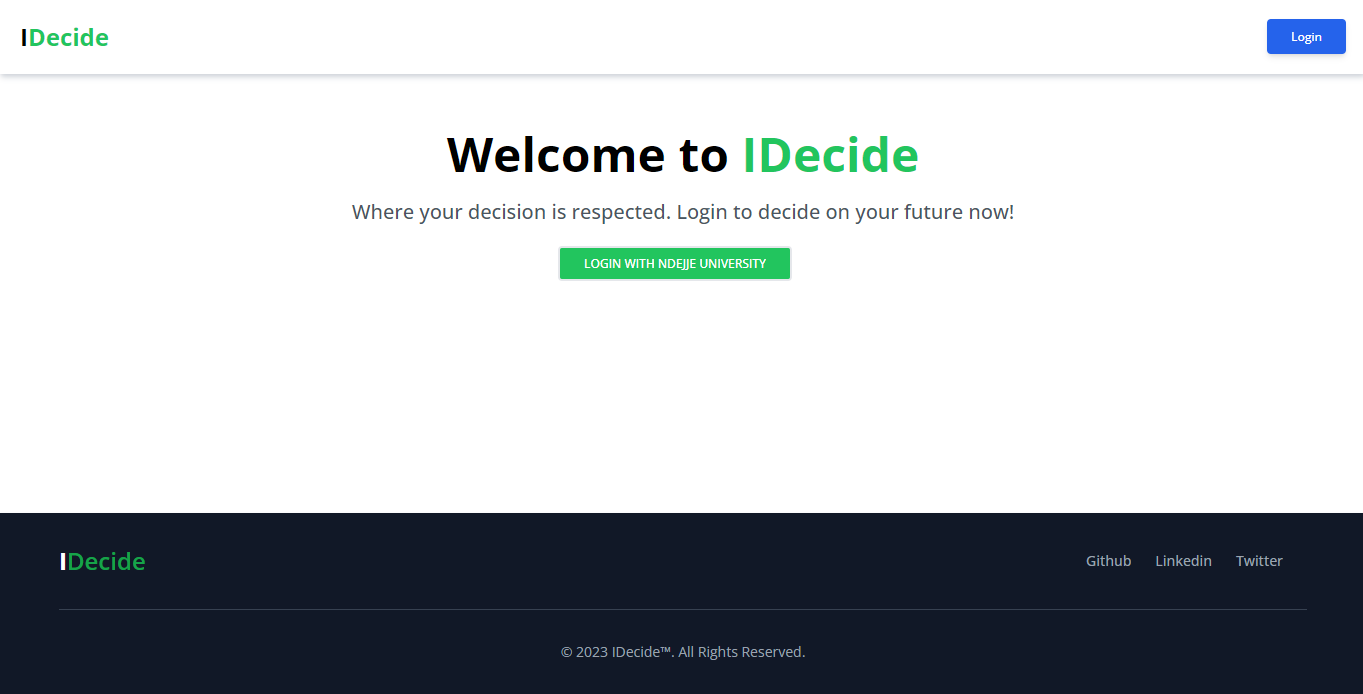 IDecide
Login
Welcome to IDecide
Where your decision is respected. Login to decide on your future now!
LOGIN WITH NDEJJE UNIVERSITY
IDecide
Github Linkedin Twitter
© 2023 IDecide™. All Rights Reserved.